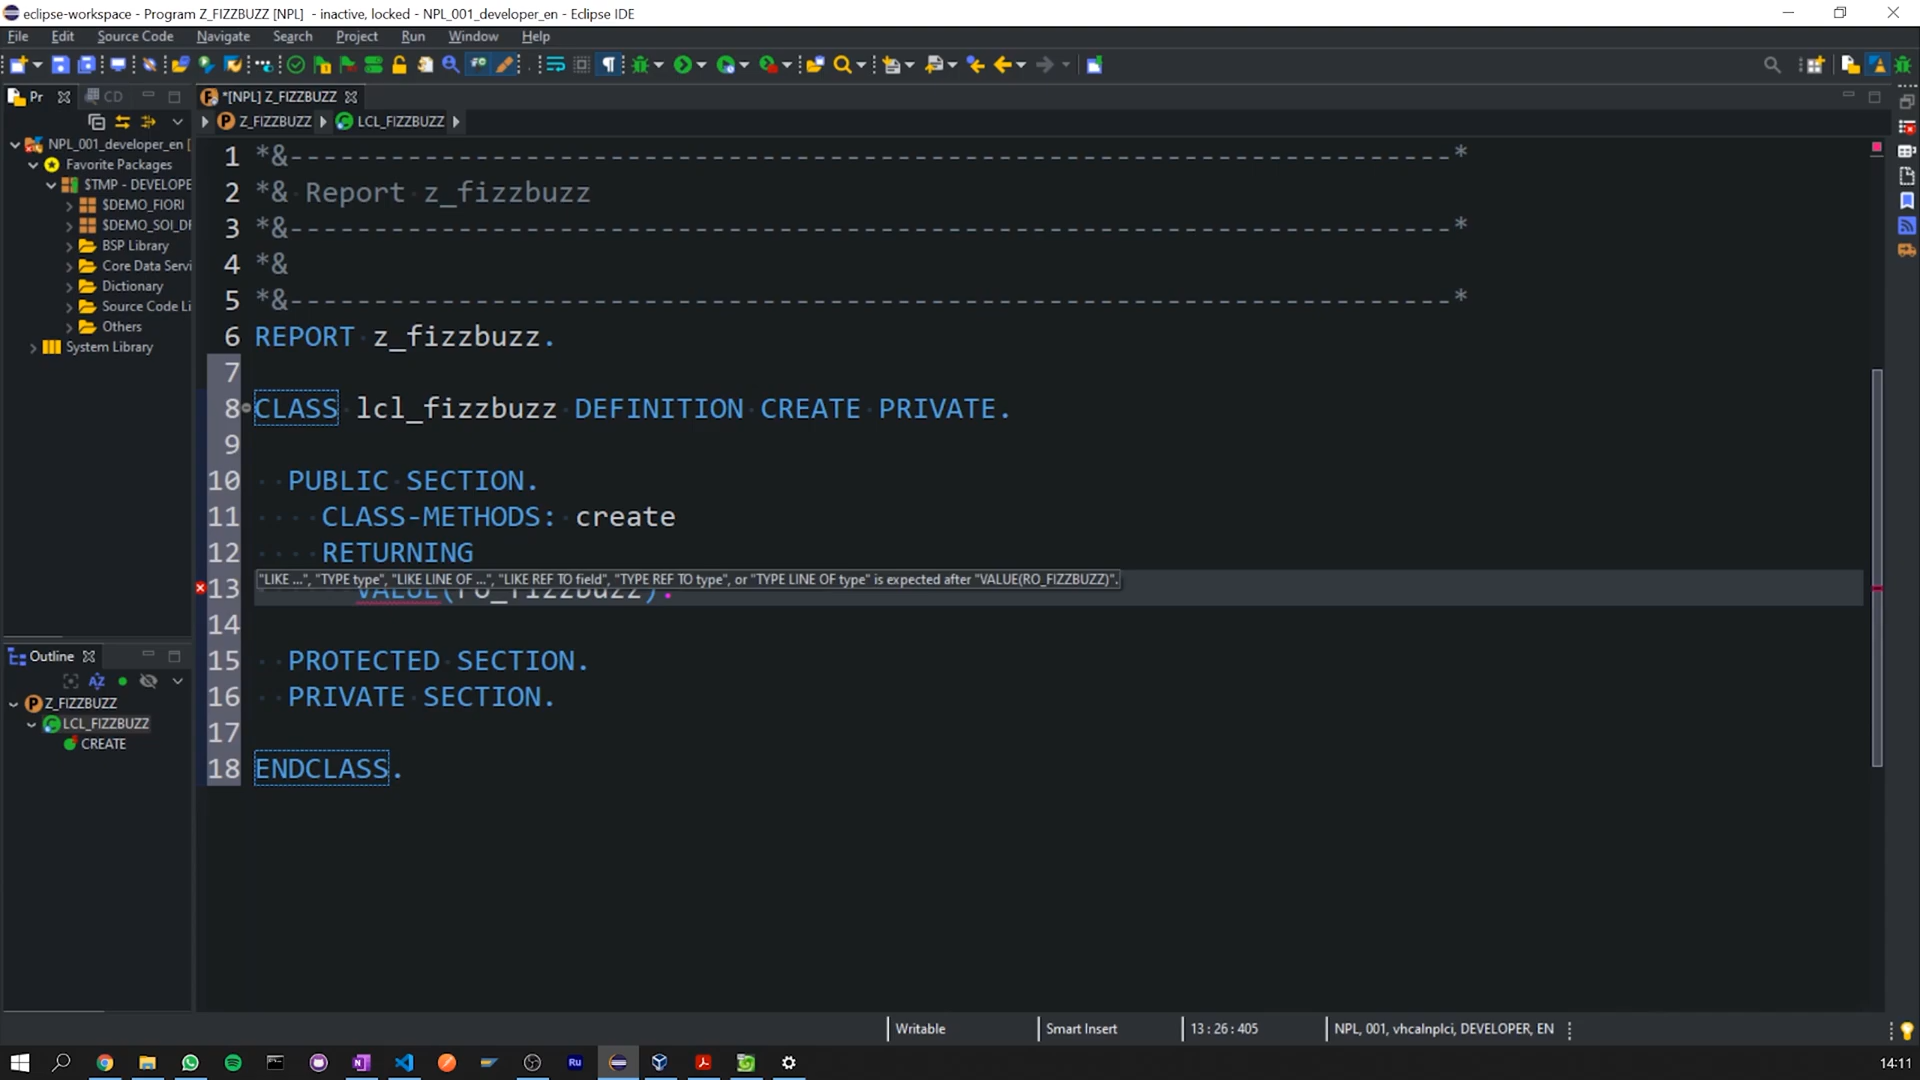 eclipse-workspace - Program Z_FIZZBUZZ [NPL]  - inactive, locked - NPL_001_developer_en - Eclipse IDE
File Edit Source Code Navigate Search Project Run Window Help
Pr CD
*[NPL] Z_FIZZBUZZ
Z_FIZZBUZZ LCL_FIZZBUZZ
NPL_001_developer_en [
Favorite Packages
$TMP - DEVELOPE
$DEMO_FIORI
$DEMO_SOI_DF
BSP Library
Core Data Servi
Dictionary
Source Code Li
Others
System Library
1 *&---------------------------------------------------------------------*
2 *& Report z_fizzbuzz
3 *&---------------------------------------------------------------------*
4 *&
5 *&---------------------------------------------------------------------*
6 REPORT z_fizzbuzz.
7
8 CLASS lcl_fizzbuzz DEFINITION CREATE PRIVATE.
9
10 PUBLIC SECTION.
11 CLASS-METHODS: create
12 RETURNING
"LIKE ...", "TYPE type", "LIKE LINE OF ...", "LIKE REF TO field", "TYPE REF TO type", or "TYPE LINE OF type" is expected after "VALUE(RO_FIZZBUZZ)".
13 VALUE(ro_fizzbuzz).
14
15 PROTECTED SECTION.
16 PRIVATE SECTION.
17
18 ENDCLASS.
Outline
Z_FIZZBUZZ
LCL_FIZZBUZZ
CREATE
Writable Smart Insert 13 : 26 : 405 NPL, 001, vhcalnplci, DEVELOPER, EN
Ru
14:11